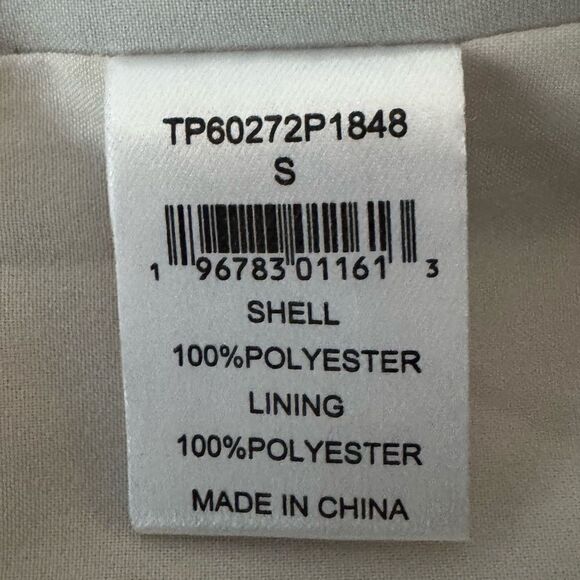 TP60272P1848
S
1 96783 01161 3
SHELL
100%POLYESTER
LINING
100%POLYESTER
MADE IN CHINA